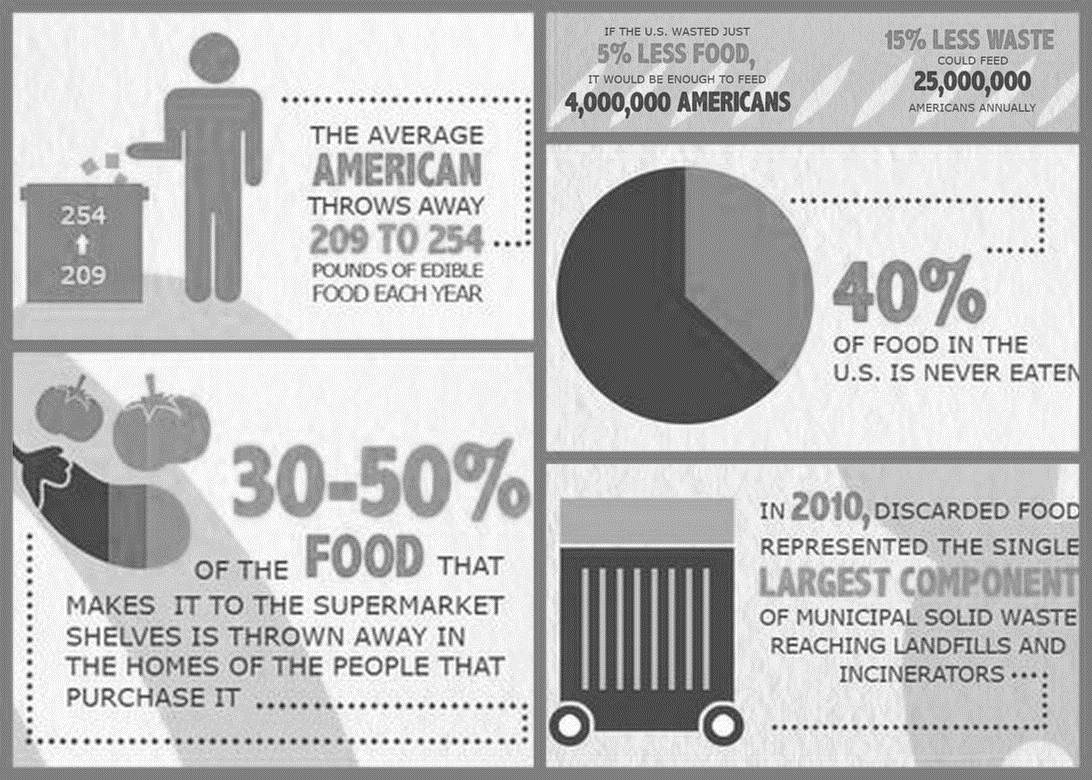 254
209
THE AVERAGE
AMERICAN
THROWS AWAY
209 TO 254
POUNDS OF EDIBLE
FOOD EACH YEAR
IF THE U.S. WASTED JUST
5% LESS FOOD,
IT WOULD BE ENOUGH TO FEED
4,000,000 AMERICANS
15% LESS WASTE
COULD FEED
25,000,000
AMERICANS ANNUALLY
40%
OF FOOD IN THE
U.S. IS NEVER EATEN
30-50%
OF THE FOOD THAT
MAKES IT TO THE SUPERMARKET
SHELVES IS THROWN AWAY IN
THE HOMES OF THE PEOPLE THAT
PURCHASE IT
IN 2010, DISCARDED FOOD
REPRESENTED THE SINGLE
LARGEST COMPONENT
OF MUNICIPAL SOLID WASTE
REACHING LANDFILLS AND
INCINERATORS